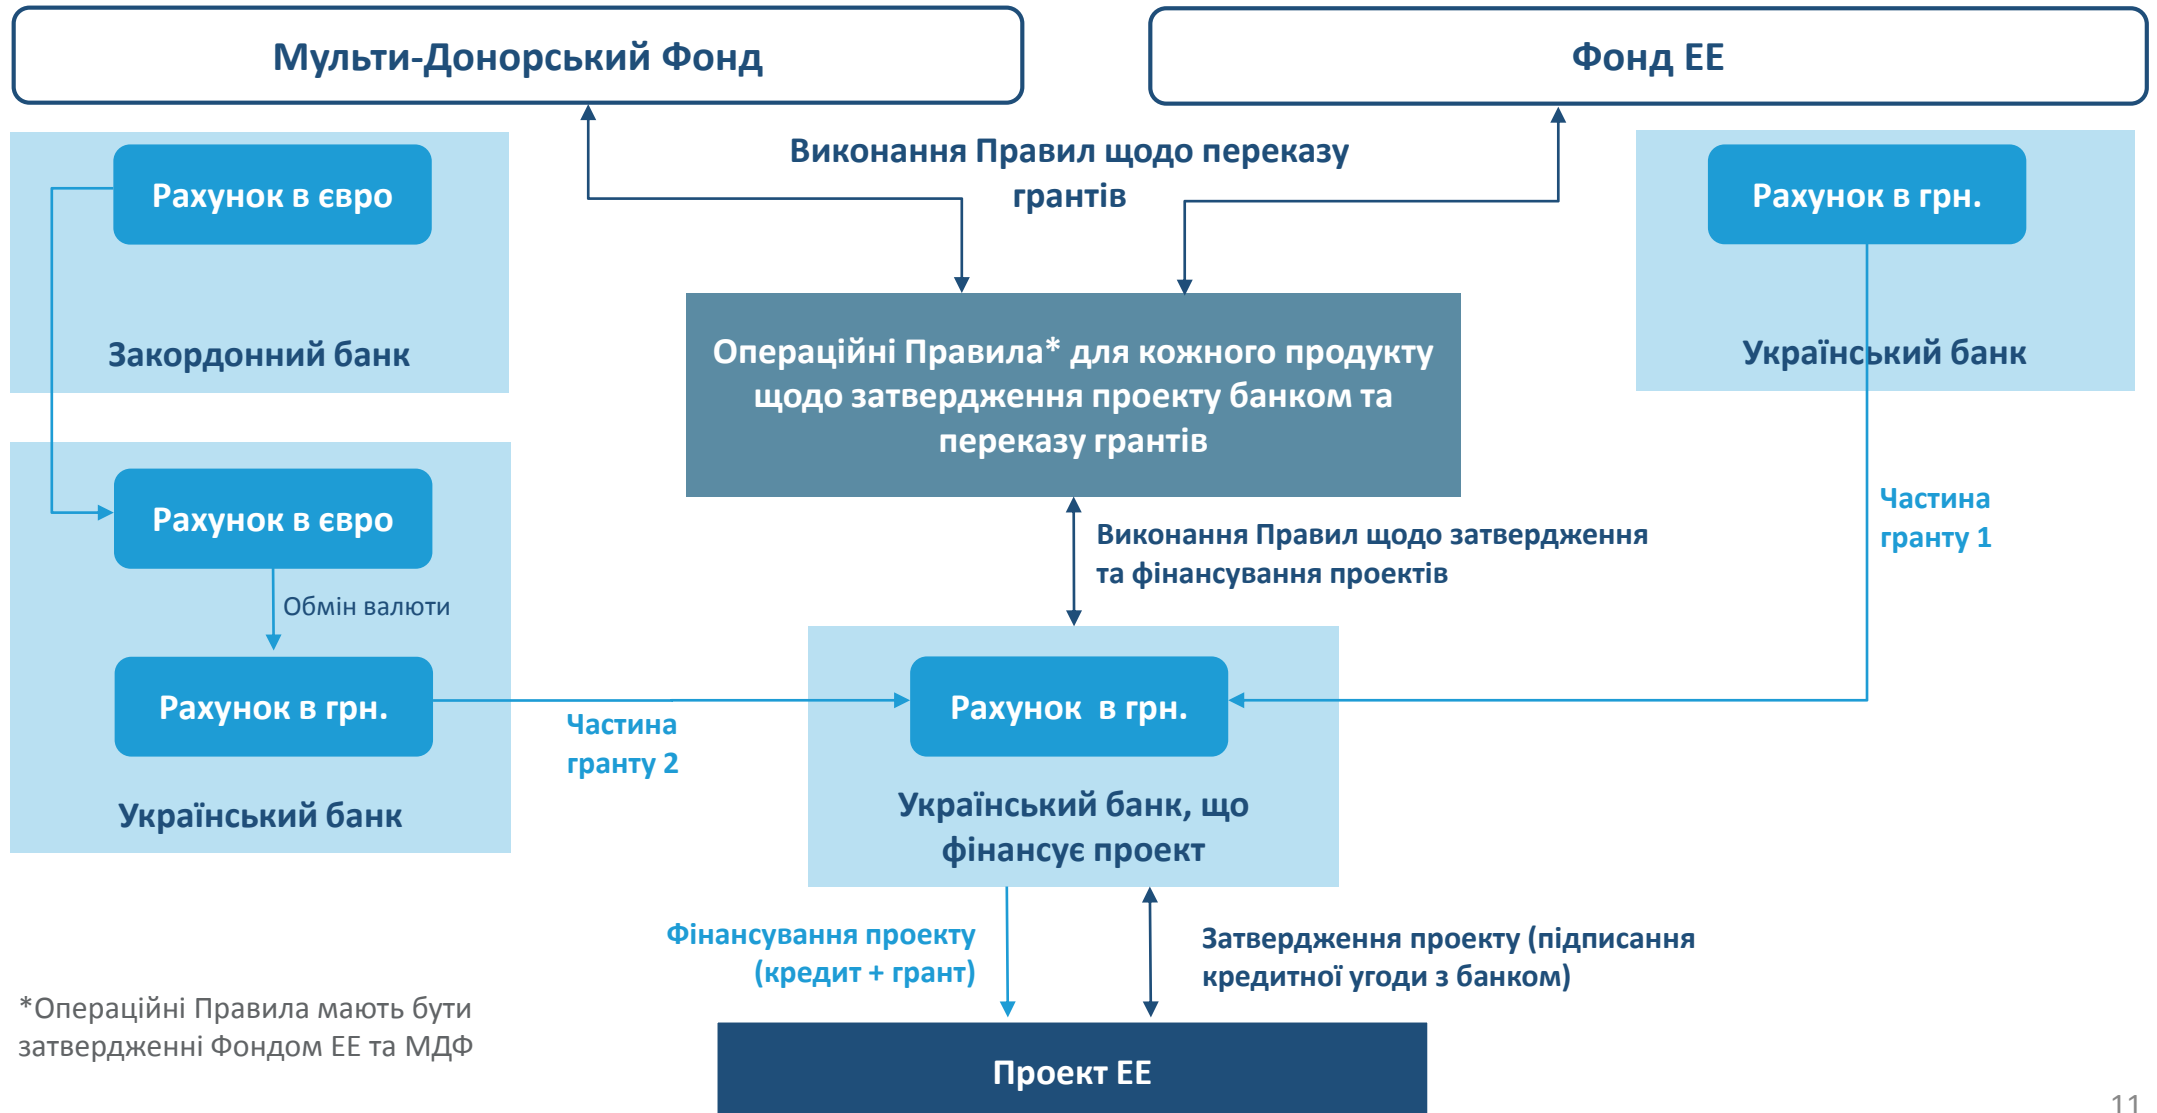 Мульти-Донорський Фонд
Фонд ЕЕ
Виконання Правил щодо переказу
грантів
Рахунок в євро
Закордонний банк
Рахунок в грн.
Український банк
Операційні Правила* для кожного продукту
щодо затвердження проекту банком та
переказу грантів
Рахунок в євро
Обмін валюти
Рахунок в грн.
Український банк
Виконання Правил щодо затвердження
та фінансування проектів
Частина
гранту 1
Частина
гранту 2
Рахунок в грн.
Український банк, що
фінансує проект
Фінансування проекту
(кредит + грант)
Затвердження проекту (підписання
кредитної угоди з банком)
*Операційні Правила мають бути
затвердженні Фондом ЕЕ та МДФ
Проект ЕЕ
11